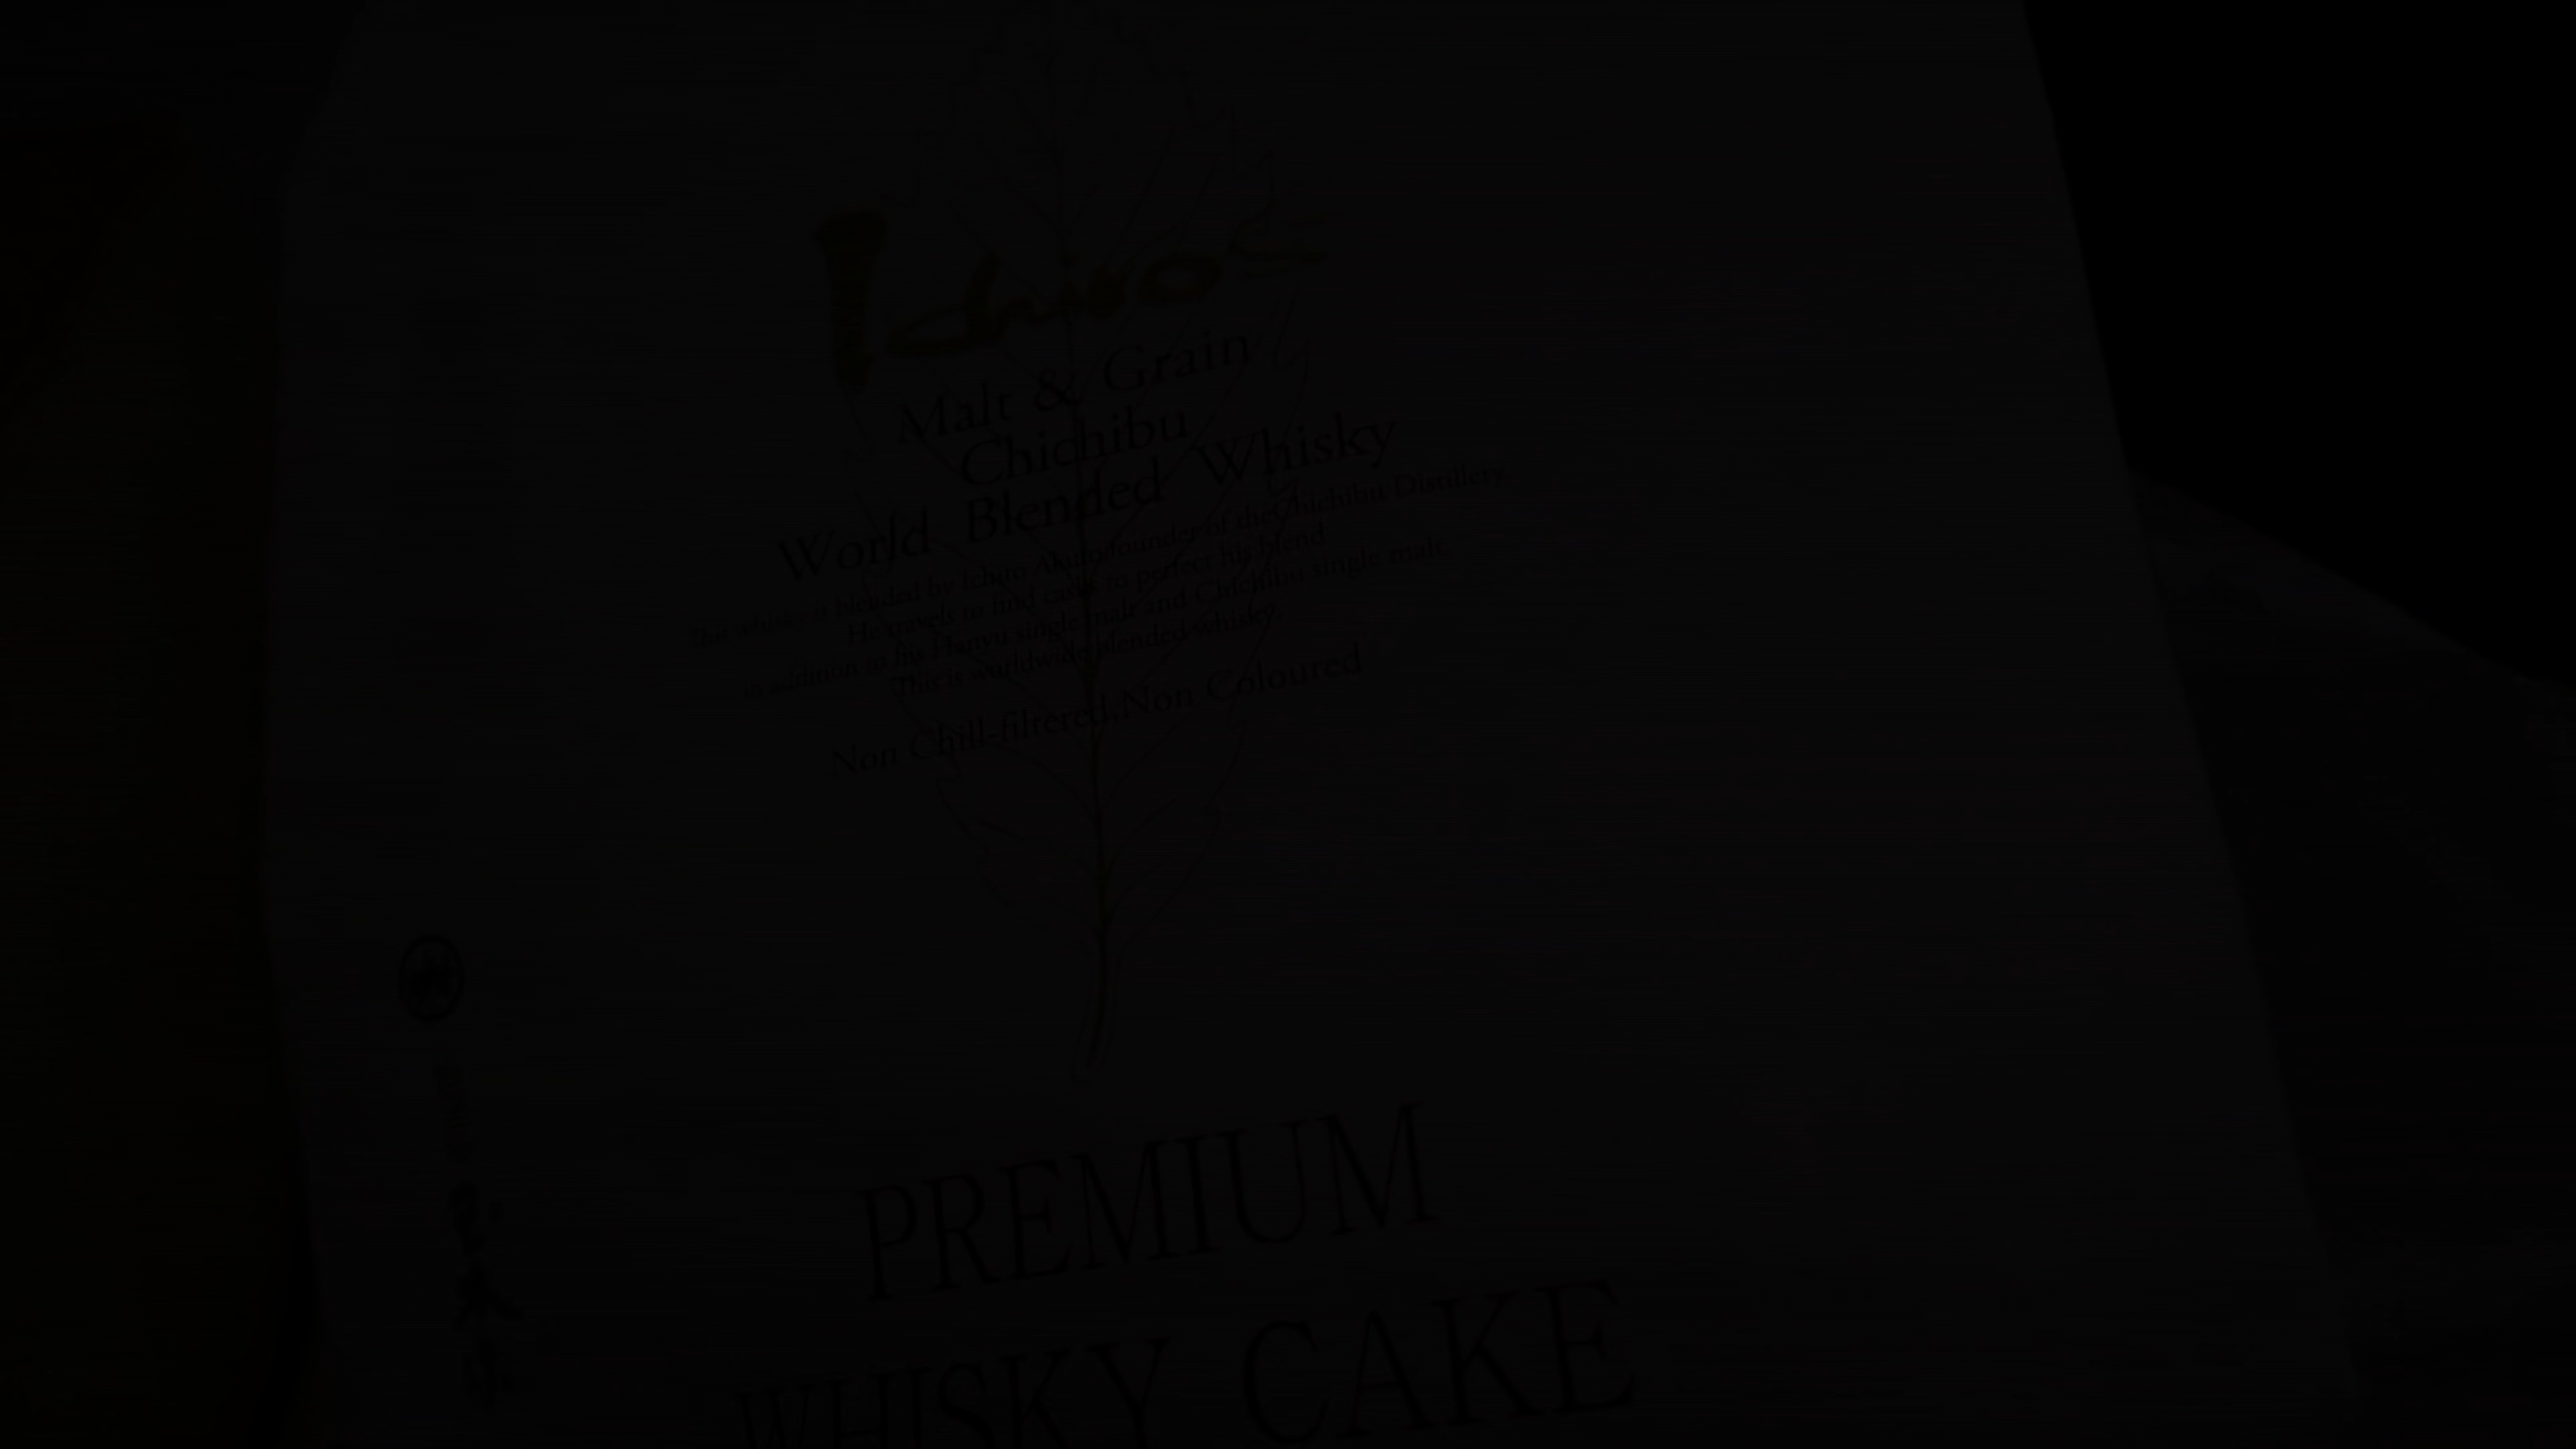 Ichiro's
Malt & Grain
Chichibu
World Blended Whisky
This whisky is blended by Ichiro Akuto, founder of the Chichibu Distillery.
He travels to find casks to perfect his blend
in addition to his Hanyu single malt and Chichibu single malt.
This is worldwide blended whisky.
Non Chill-filtered, Non Coloured
PREMIUM
WHISKY CAKE